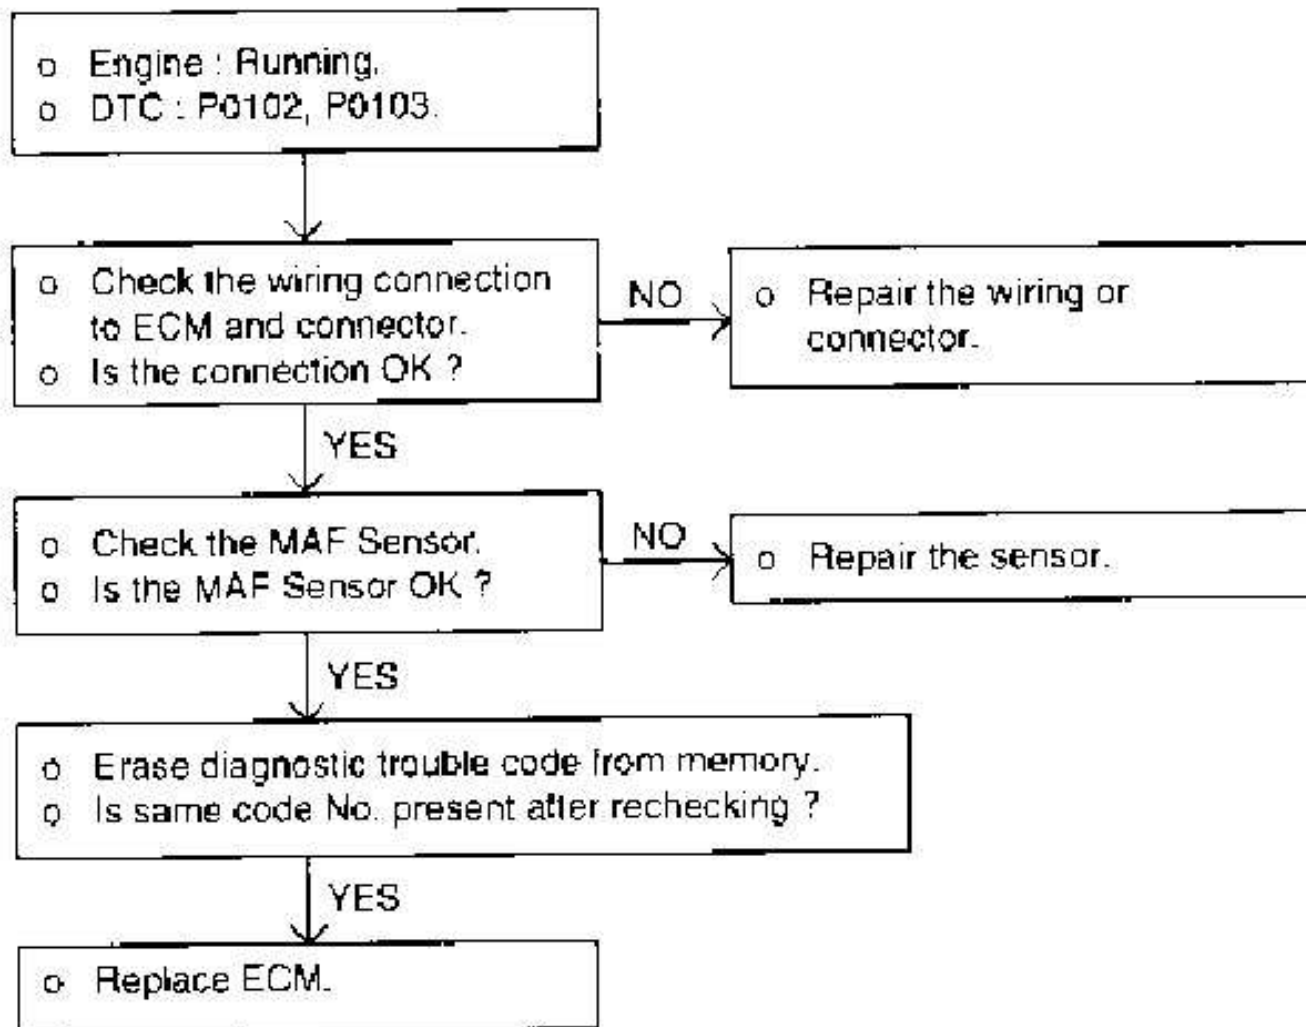 o Engine : Running.
o DTC : P0102, P0103.
o Check the wiring connection
to ECM and connector.
o Is the connection OK ?
NO
o Repair the wiring or
connector.
YES
o Check the MAF Sensor.
o Is the MAF Sensor OK ?
NO
o Repair the sensor.
YES
o Erase diagnostic trouble code from memory.
o Is same code No. present after rechecking ?
YES
o Replace ECM.